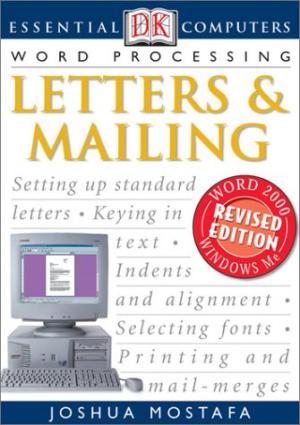 ESSENTIAL DK COMPUTERS
WORD PROCESSING
LETTERS &
MAILING
Setting up standard
letters • Keying in
text •
Indents
and alignment •
Selecting fonts •
Printing and
mail-merges
WORD 2000
REVISED
EDITION
WINDOWS Me
JOSHUA MOSTAFA